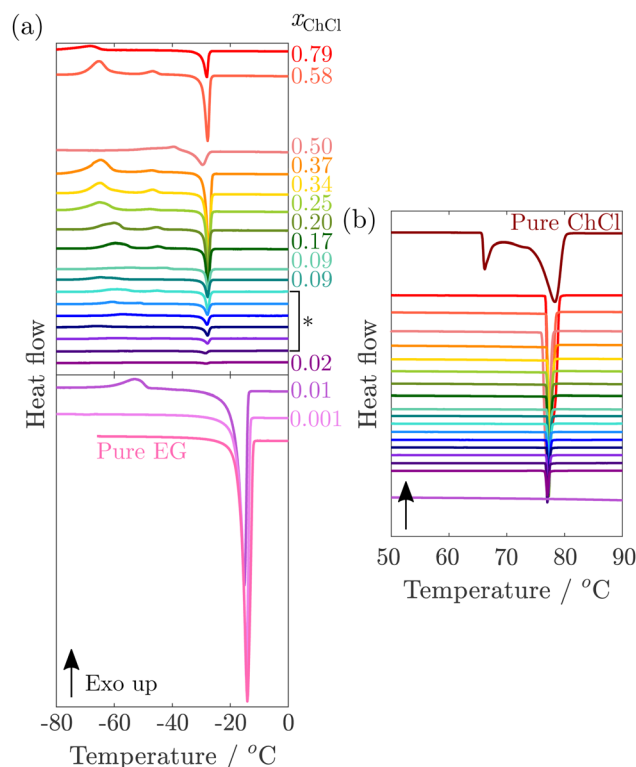 (a)
xChCl
0.79
0.58
0.50
0.37
0.34
0.25
0.20
0.17
0.09
0.09
*
0.02
0.01
0.001
Pure EG
Heat flow
Exo up
-80 -60 -40 -20 0
Temperature / °C
(b)
Pure ChCl
Heat flow
50 60 70 80 90
Temperature / °C